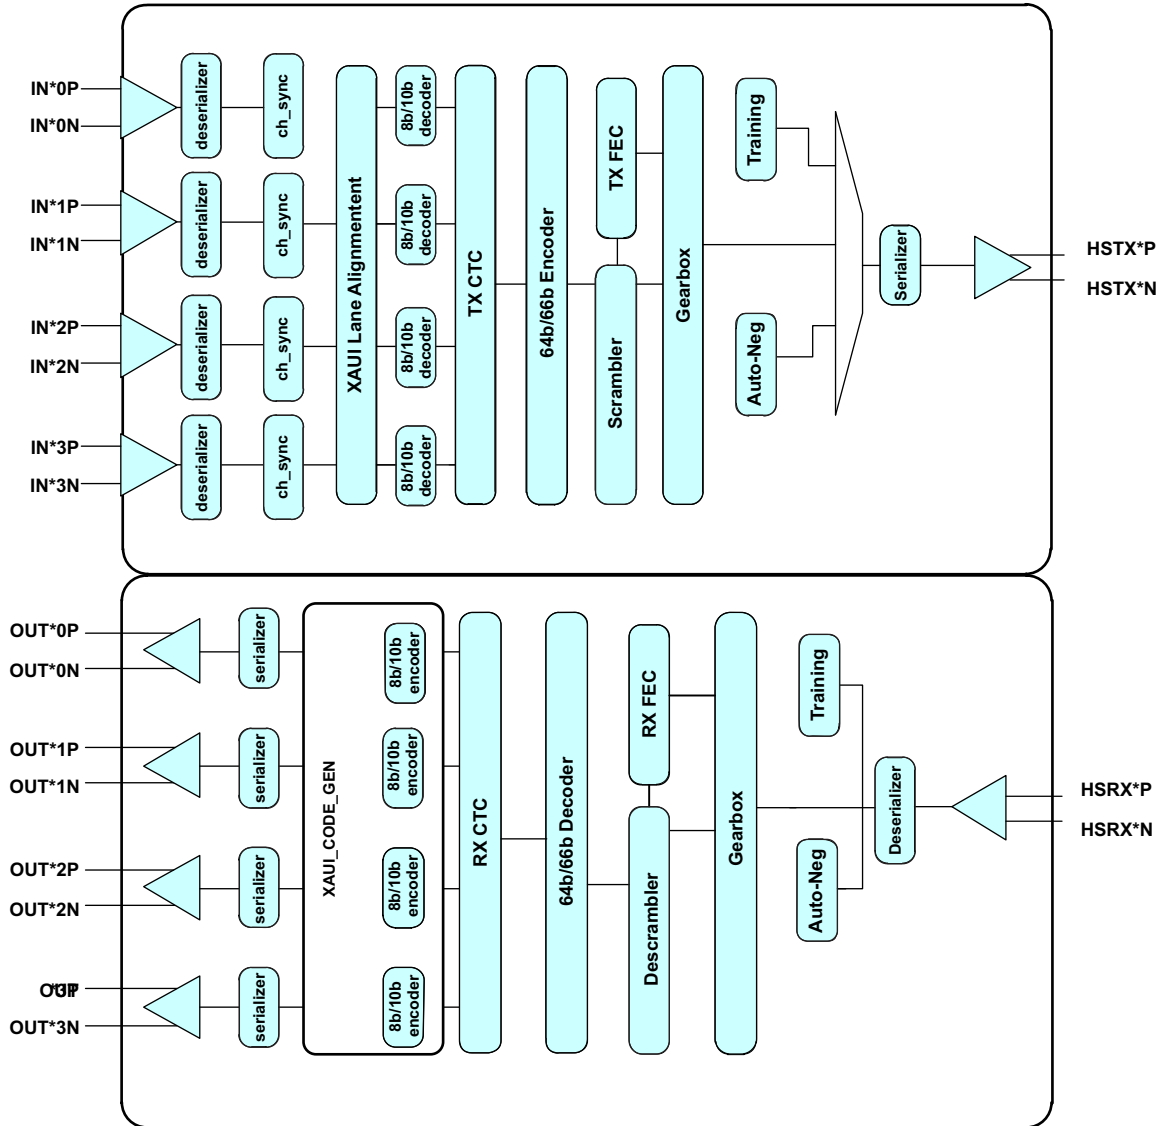 IN*0P
IN*0N
IN*1P
IN*1N
IN*2P
IN*2N
IN*3P
IN*3N
deserializer
deserializer
deserializer
deserializer
ch_sync
ch_sync
ch_sync
ch_sync
XAUI Lane Alignmentent
8b/10b
decoder
8b/10b
decoder
8b/10b
decoder
8b/10b
decoder
TX CTC
64b/66b Encoder
TX FEC
Scrambler
Gearbox
Training
Auto-Neg
Serializer
HSTX*P
HSTX*N
OUT*0P
OUT*0N
OUT*1P
OUT*1N
OUT*2P
OUT*2N
OUT*3N
serializer
serializer
serializer
serializer
XAUI_CODE_GEN
8b/10b
encoder
8b/10b
encoder
8b/10b
encoder
8b/10b
encoder
RX CTC
64b/66b Decoder
RX FEC
Descrambler
Gearbox
Training
Auto-Neg
Deserializer
HSRX*P
HSRX*N